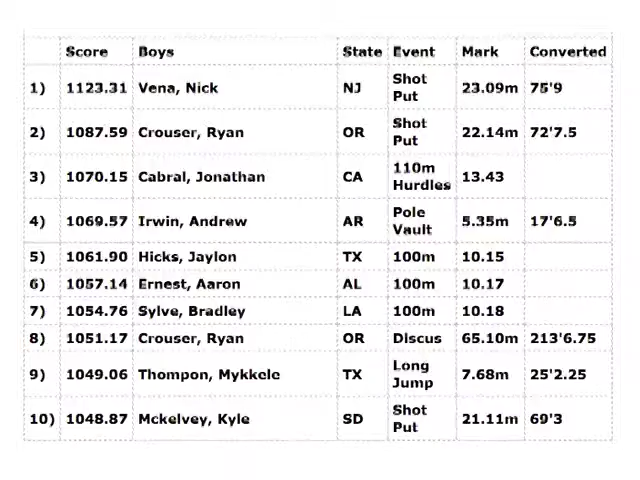 Score Boys State Event Mark Converted
1) 1123.31 Vena, Nick NJ Shot Put 23.09m 75'9
2) 1087.59 Crouser, Ryan OR Shot Put 22.14m 72'7.5
3) 1070.15 Cabral, Jonathan CA 110m Hurdles 13.43
4) 1069.57 Irwin, Andrew AR Pole Vault 5.35m 17'6.5
5) 1061.90 Hicks, Jaylon TX 100m 10.15
6) 1057.14 Ernest, Aaron AL 100m 10.17
7) 1054.76 Sylve, Bradley LA 100m 10.18
8) 1051.17 Crouser, Ryan OR Discus 65.10m 213'6.75
9) 1049.06 Thompon, Mykkele TX Long Jump 7.68m 25'2.25
10) 1048.87 Mckelvey, Kyle SD Shot Put 21.11m 69'3